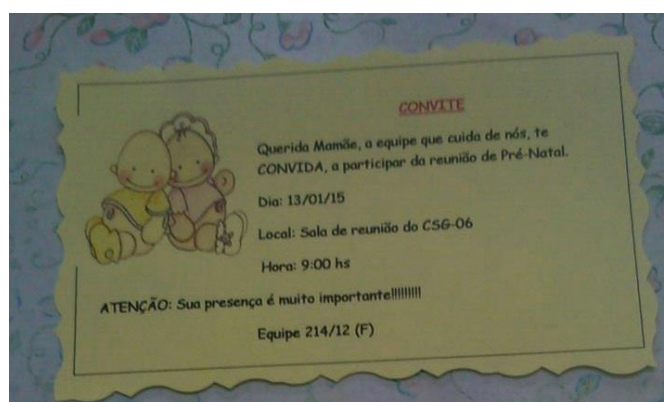 CONVITE
Querida Mamãe, a equipe que cuida de nós, te
CONVIDA, a participar da reunião de Pré-Natal.
Dia: 13/01/15
Local: Sala de reunião do CSG-06
Hora: 9:00 hs
ATENÇÃO: Sua presença é muito importante!!!!!!!!!
Equipe 214/12 (F)